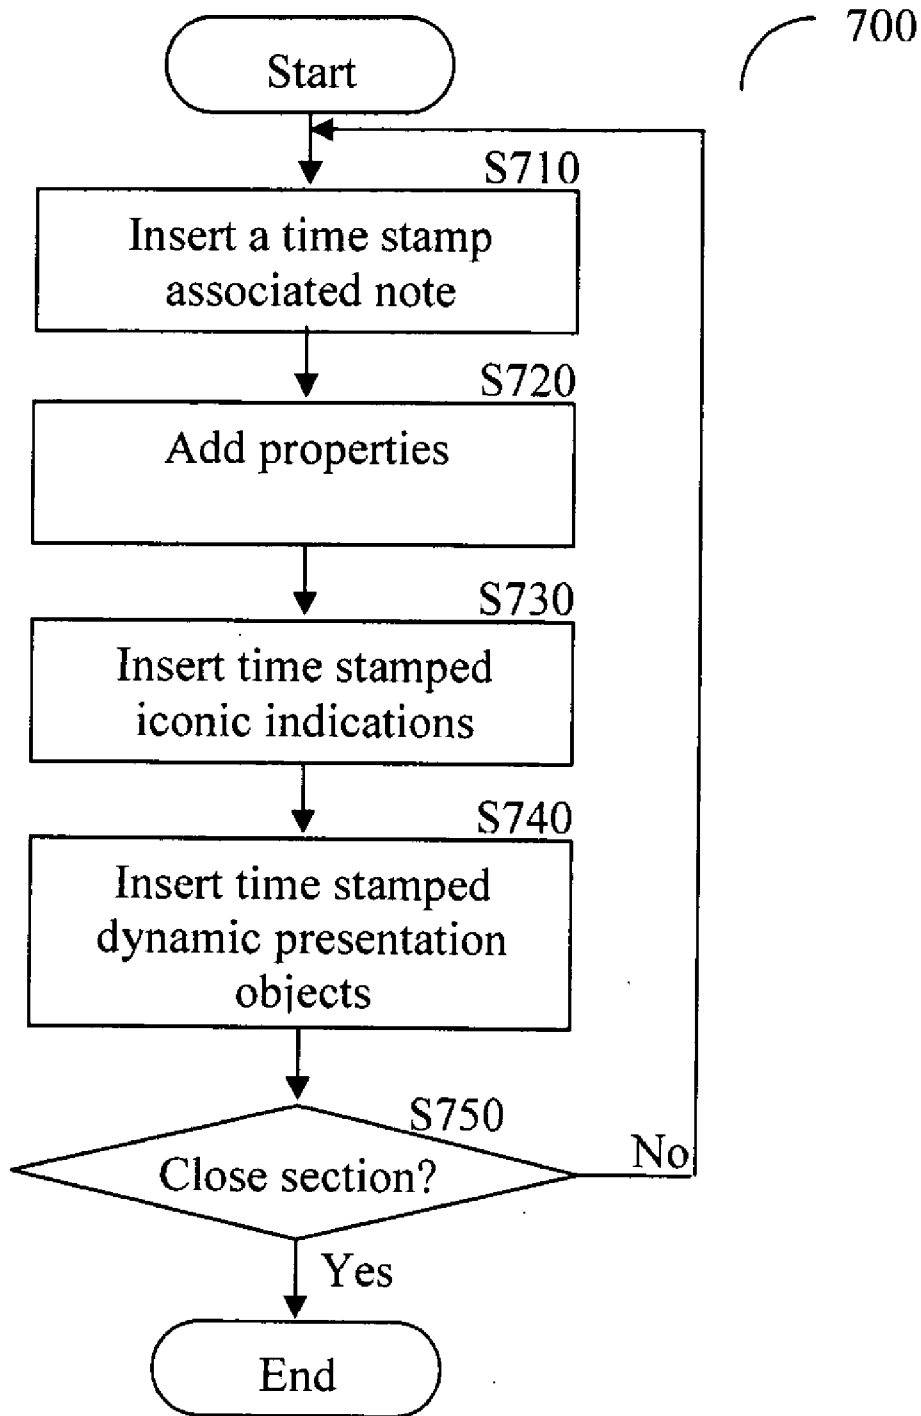 700
Start
S710
Insert a time stamp
associated note
S720
Add properties
S730
Insert time stamped
iconic indications
S740
Insert time stamped
dynamic presentation
objects
S750
Close section?
No
Yes
End